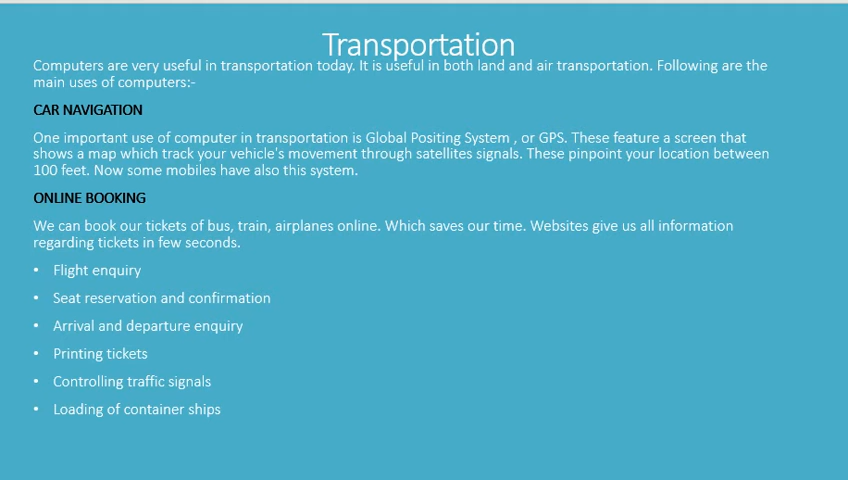 Transportation
Computers are very useful in transportation today. It is useful in both land and air transportation. Following are the
main uses of computers:-
CAR NAVIGATION
One important use of computer in transportation is Global Positing System , or GPS. These feature a screen that
shows a map which track your vehicle's movement through satellites signals. These pinpoint your location between
100 feet. Now some mobiles have also this system.
ONLINE BOOKING
We can book our tickets of bus, train, airplanes online. Which saves our time. Websites give us all information
regarding tickets in few seconds.
• Flight enquiry
• Seat reservation and confirmation
• Arrival and departure enquiry
• Printing tickets
• Controlling traffic signals
• Loading of container ships